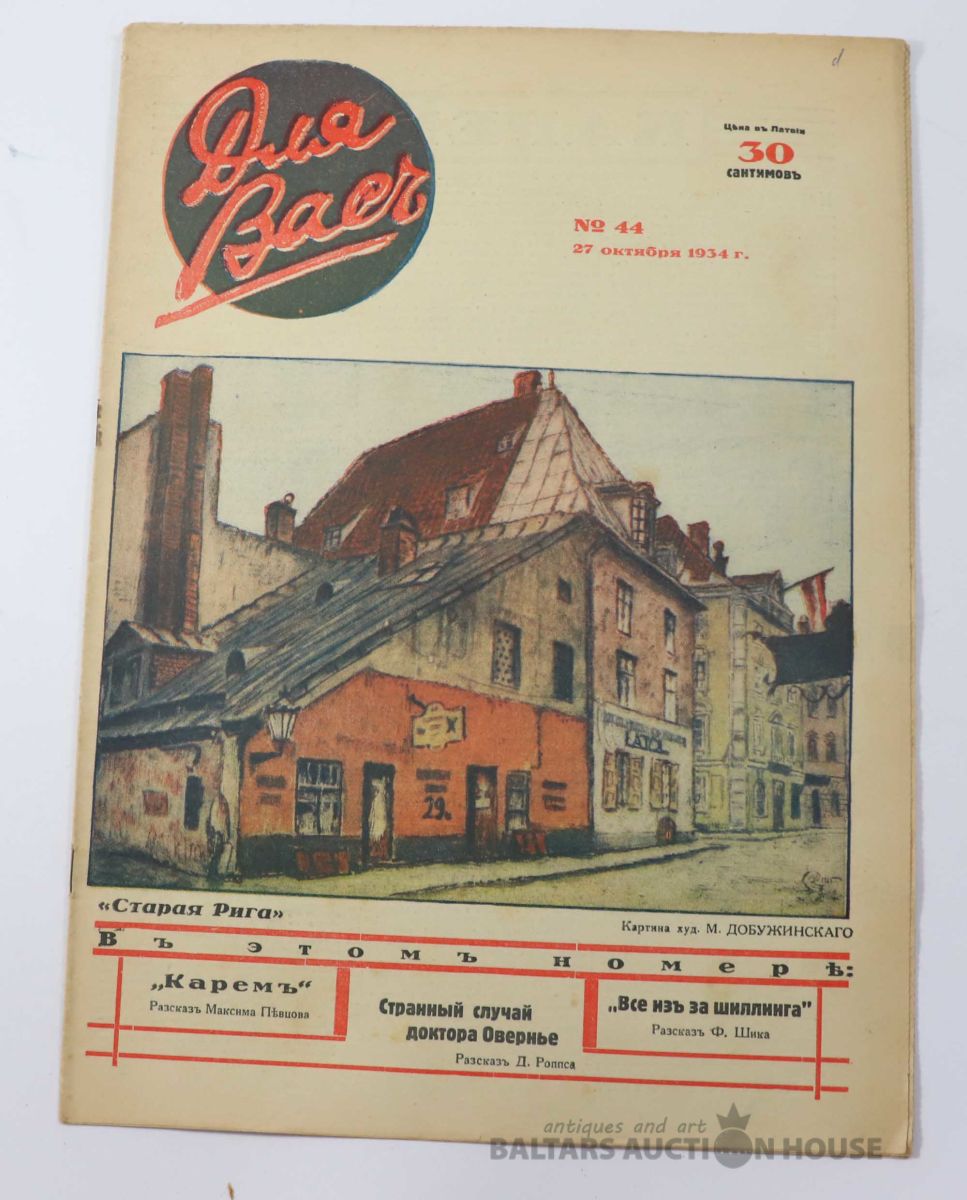 Для
Васъ
Цѣна въ Латвіи
30
сантимовъ
№ 44
27 октября 1934 г.
29.
«Старая Рига»
Картина худ. М. ДОБУЖИНСКАГО
Въ этомъ номерѣ:
„Каремъ“
Разсказъ Максима Пѣвцова
Странный случай
доктора Овернье
Разсказъ Д. Роппса
„Все изъ за шиллинга“
Разсказъ Ф. Шика
antiques and art
BALTARS AUCTION HOUSE